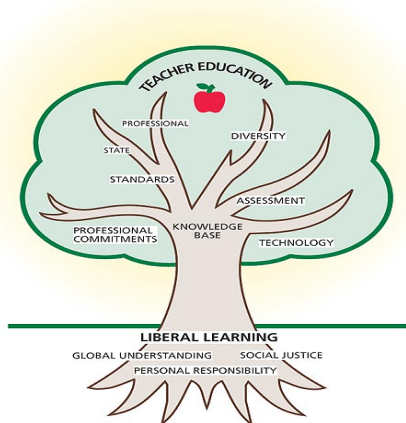 TEACHER EDUCATION
PROFESSIONAL
DIVERSITY
STATE
STANDARDS
ASSESSMENT
KNOWLEDGE
BASE
PROFESSIONAL
COMMITMENTS
TECHNOLOGY
LIBERAL LEARNING
GLOBAL UNDERSTANDING
SOCIAL JUSTICE
PERSONAL RESPONSIBILITY